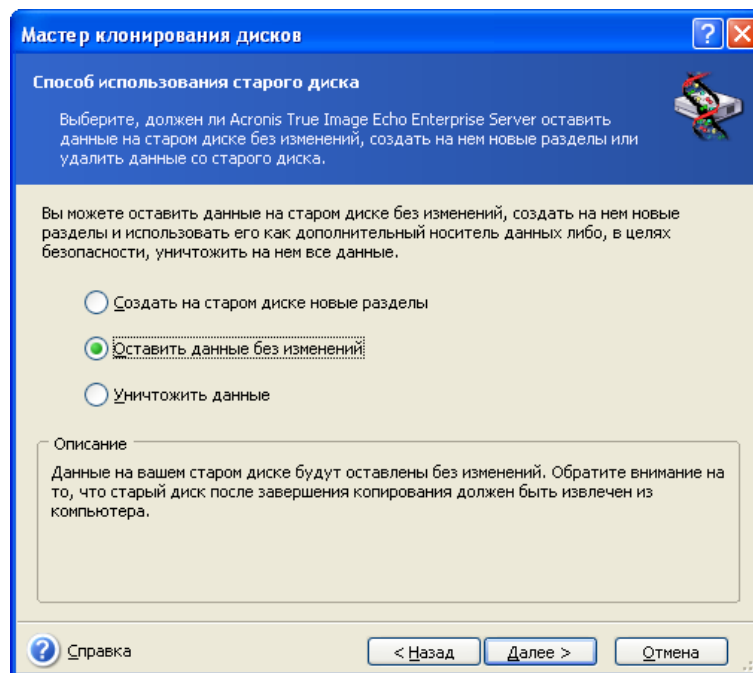 Мастер клонирования дисков
Способ использования старого диска
Выберите, должен ли Acronis True Image Echo Enterprise Server оставить
данные на старом диске без изменений, создать на нем новые разделы или
удалить данные со старого диска.
Вы можете оставить данные на старом диске без изменений, создать на нем новые
разделы и использовать его как дополнительный носитель данных либо, в целях
безопасности, уничтожить на нем все данные.
Создать на старом диске новые разделы
Оставить данные без изменений
Уничтожить данные
Описание
Данные на вашем старом диске будут оставлены без изменений. Обратите внимание на
то, что старый диск после завершения копирования должен быть извлечен из
компьютера.
Справка
< Назад
Далее >
Отмена